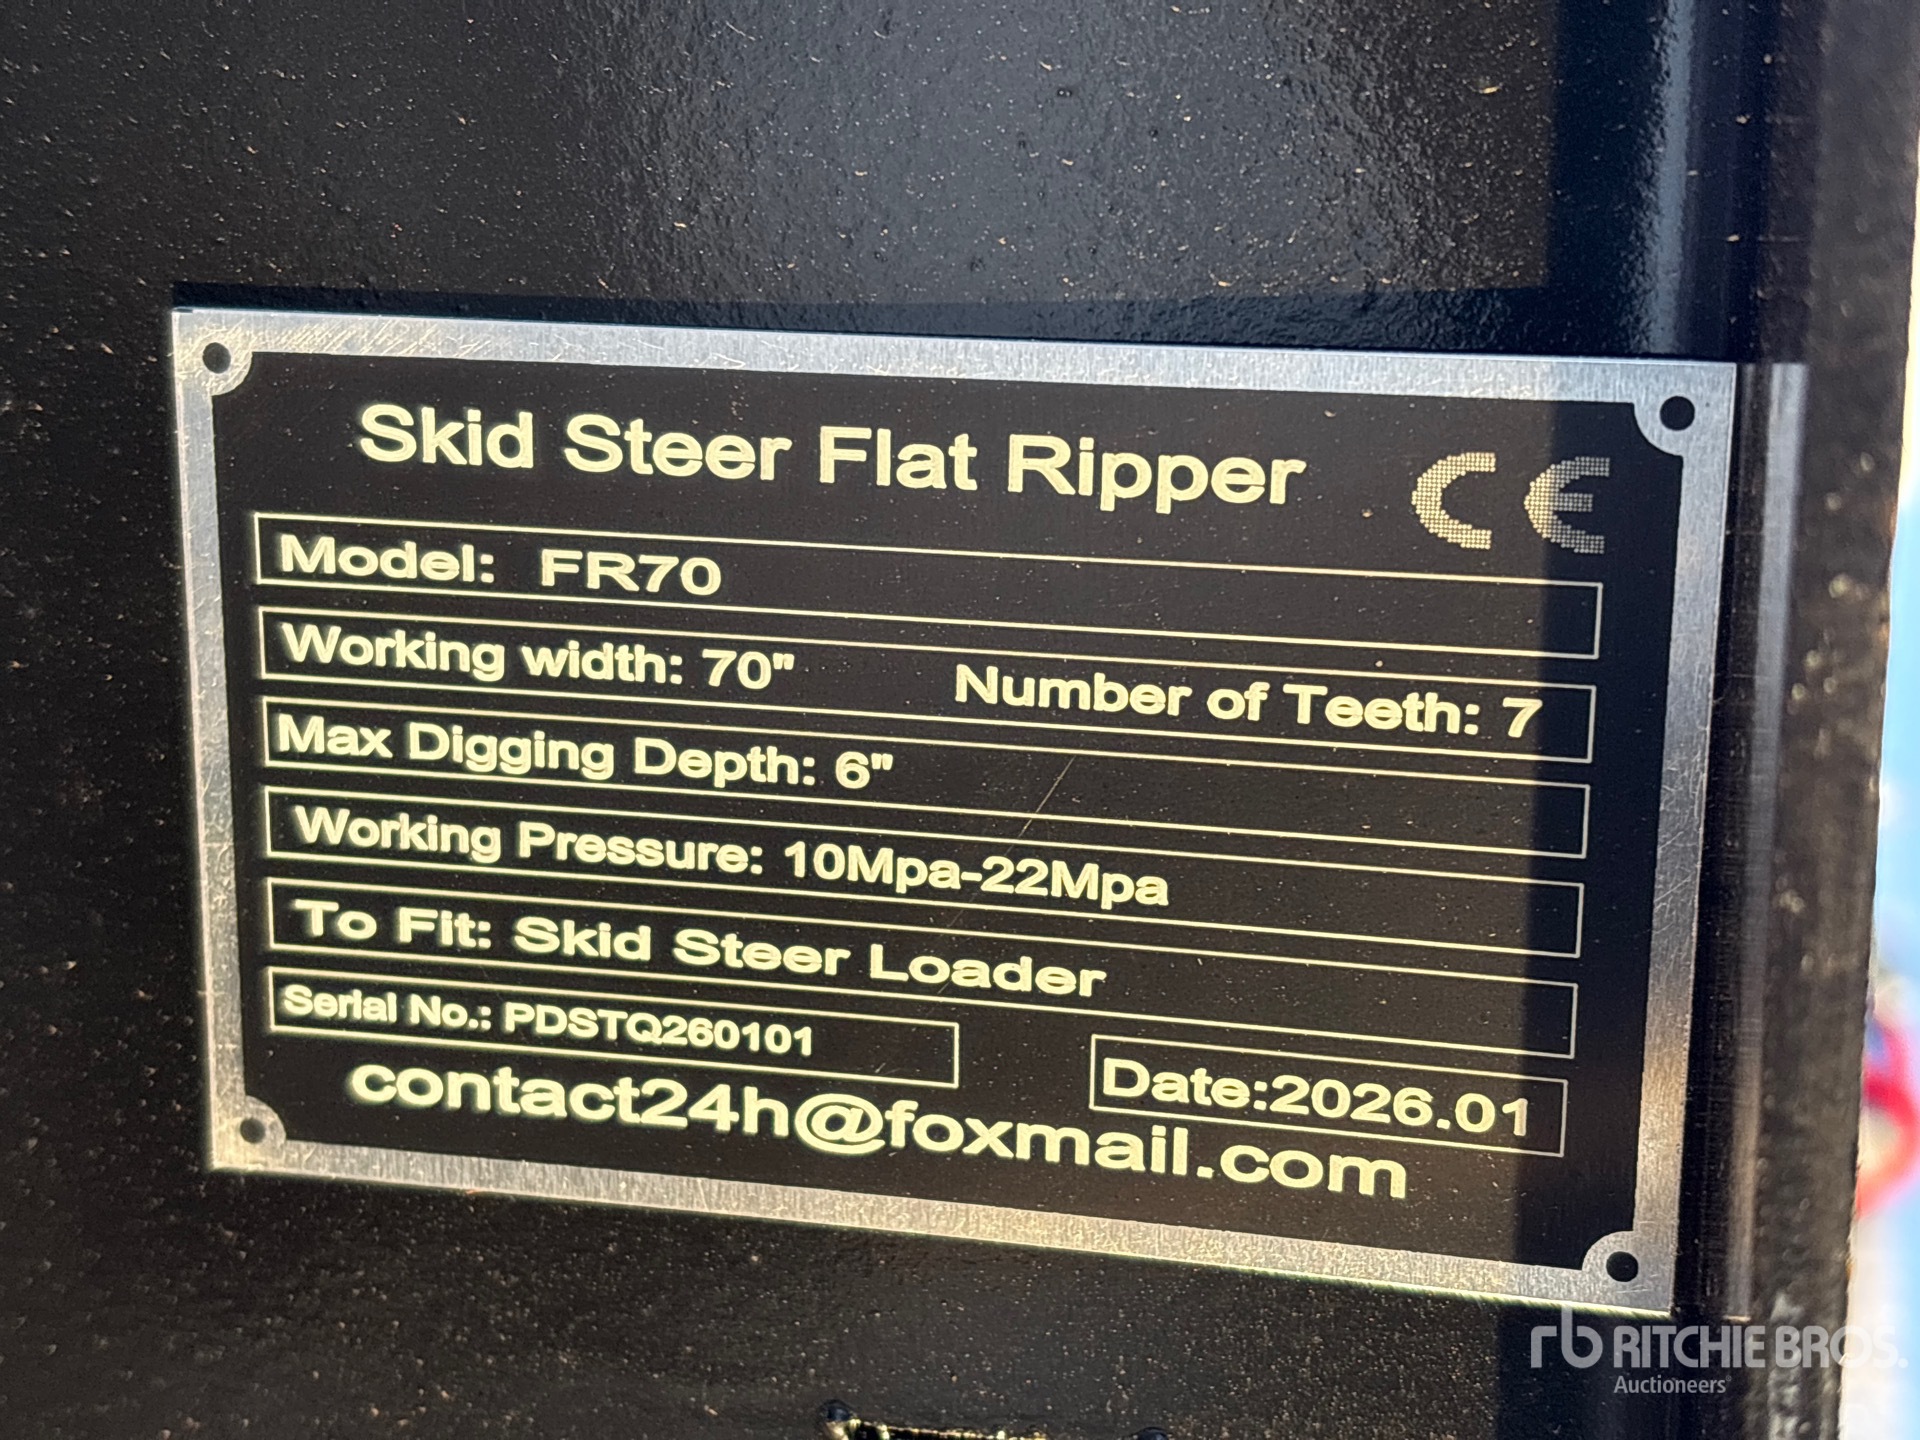 Skid Steer Flat Ripper CE
Model: FR70
Working width: 70" Number of Teeth: 7
Max Digging Depth: 6"
Working Pressure: 10Mpa-22Mpa
To Fit: Skid Steer Loader
Serial No.: PDSTQ260101
Date:2026.01
contact24h@foxmail.com
rb RITCHIE BROS.
Auctioneers